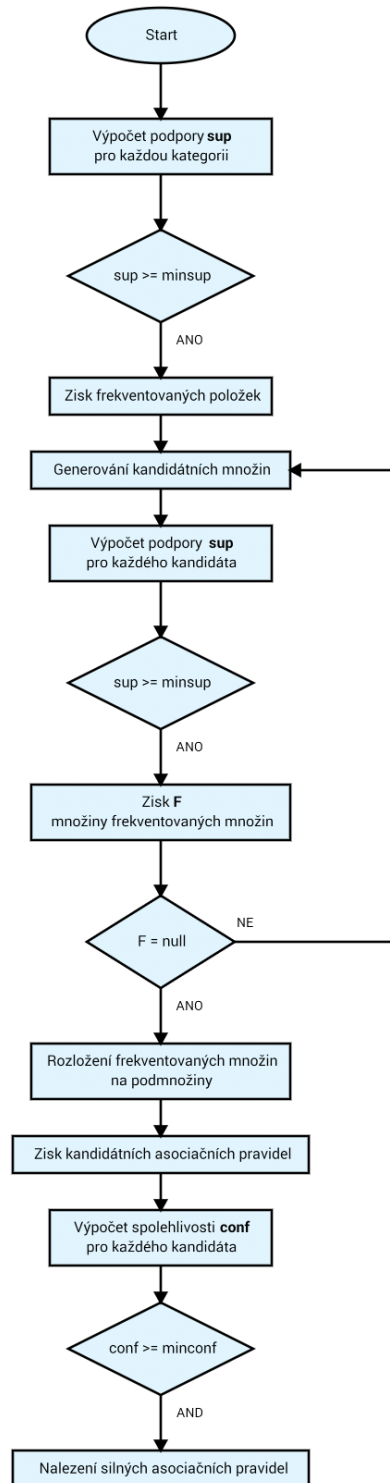 Start
Výpočet podpory sup
pro každou kategorii
sup >= minsup
ANO
Zisk frekventovaných položek
Generování kandidátních množin
Výpočet podpory sup
pro každého kandidáta
sup >= minsup
ANO
Zisk F
množiny frekventovaných množin
F = null
NE
ANO
Rozložení frekventovaných množin
na podmnožiny
Zisk kandidátních asociačních pravidel
Výpočet spolehlivosti conf
pro každého kandidáta
conf >= minconf
AND
Nalezení silných asociačních pravidel